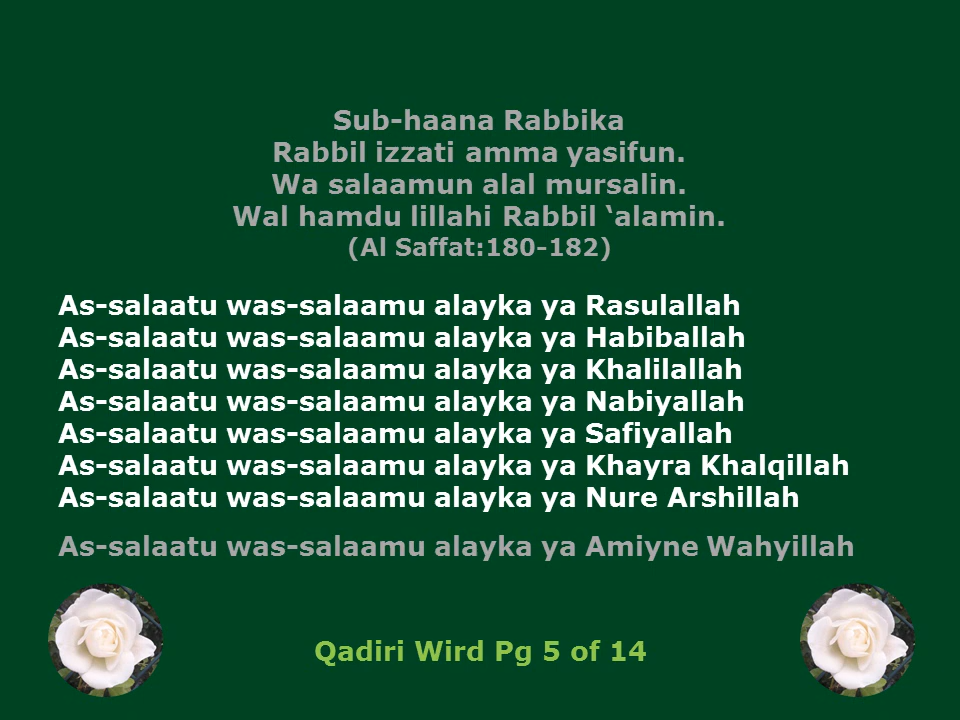 Sub-haana Rabbika
Rabbil izzati amma yasifun.
Wa salaamun alal mursalin.
Wal hamdu lillahi Rabbil ‘alamin.
(Al Saffat:180-182)
As-salaatu was-salaamu alayka ya Rasulallah
As-salaatu was-salaamu alayka ya Habiballah
As-salaatu was-salaamu alayka ya Khalilallah
As-salaatu was-salaamu alayka ya Nabiyallah
As-salaatu was-salaamu alayka ya Safiyallah
As-salaatu was-salaamu alayka ya Khayra Khalqillah
As-salaatu was-salaamu alayka ya Nure Arshillah
As-salaatu was-salaamu alayka ya Amiyne Wahyillah
Qadiri Wird Pg 5 of 14